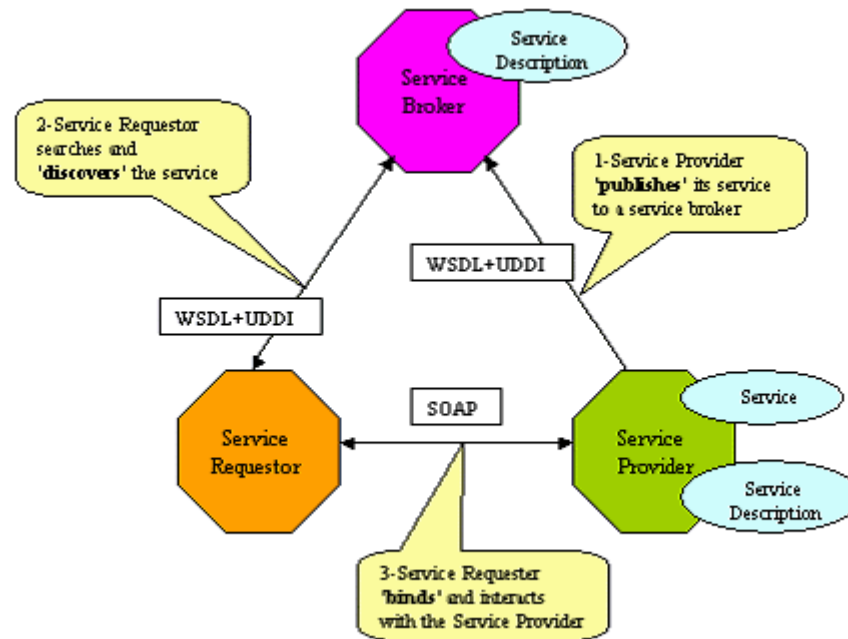 Service
Description
Service
Broker
2-Service Requestor
searches and
'discovers' the service
1-Service Provider
'publishes' its service
to a service broker
WSDL+UDDI
WSDL+UDDI
SOAP
Service
Requestor
Service
Provider
Service
Service
Description
3-Service Requester
'binds' and interacts
with the Service Provider